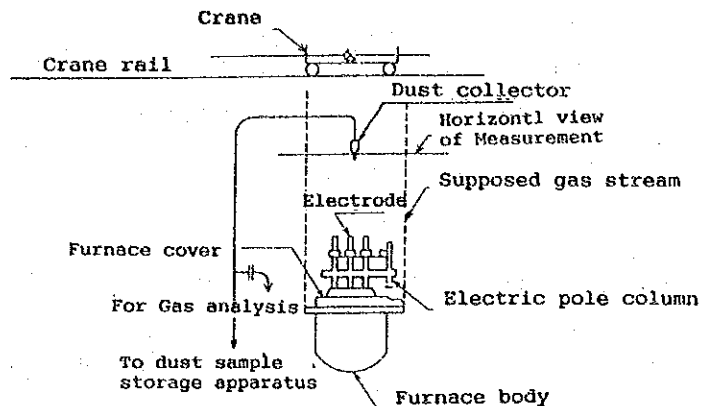 Crane
Crane rail
Dust collector
Horizontl view
of Measurement
Supposed gas stream
Electrode
Furnace cover
For Gas analysis
Electric pole column
To dust sample
storage apparatus
Furnace body